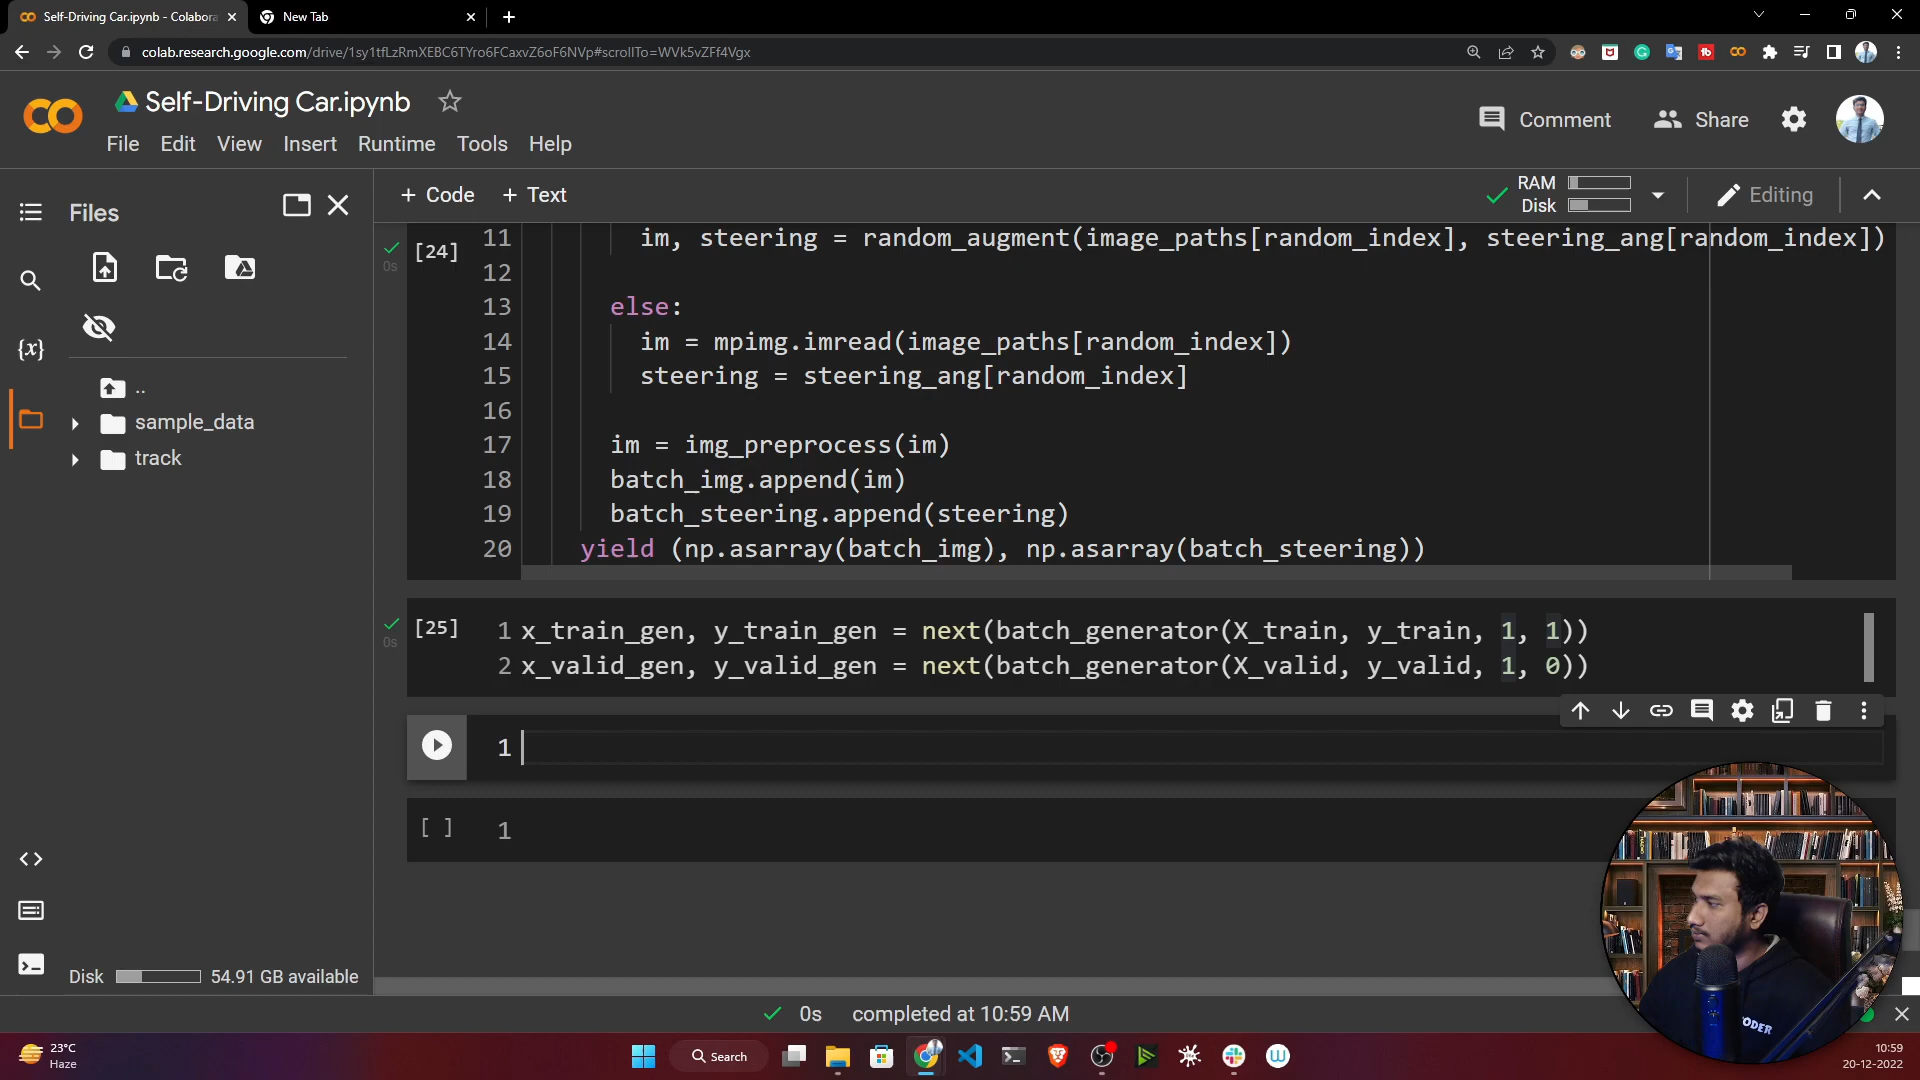 Self-Driving Car.ipynb - Colabora
New Tab
colab.research.google.com/drive/1sy1tfLzRmXEBC6TYro6FCaxvZ6oF6NVp#scrollTo=WVk5vZFf4Vgx
Self-Driving Car.ipynb
File Edit View Insert Runtime Tools Help
Comment
Share
Files
+ Code + Text
RAM
Disk
Editing
..
sample_data
track
Disk 54.91 GB available
[24]
0s
11 im, steering = random_augment(image_paths[random_index], steering_ang[random_index])
12
13 else:
14 im = mpimg.imread(image_paths[random_index])
15 steering = steering_ang[random_index]
16
17 im = img_preprocess(im)
18 batch_img.append(im)
19 batch_steering.append(steering)
20 yield (np.asarray(batch_img), np.asarray(batch_steering))
[25]
0s
1 x_train_gen, y_train_gen = next(batch_generator(X_train, y_train, 1, 1))
2 x_valid_gen, y_valid_gen = next(batch_generator(X_valid, y_valid, 1, 0))
1
[ ] 1
0s completed at 10:59 AM
23°C
Haze
Search
10:59
20-12-2022